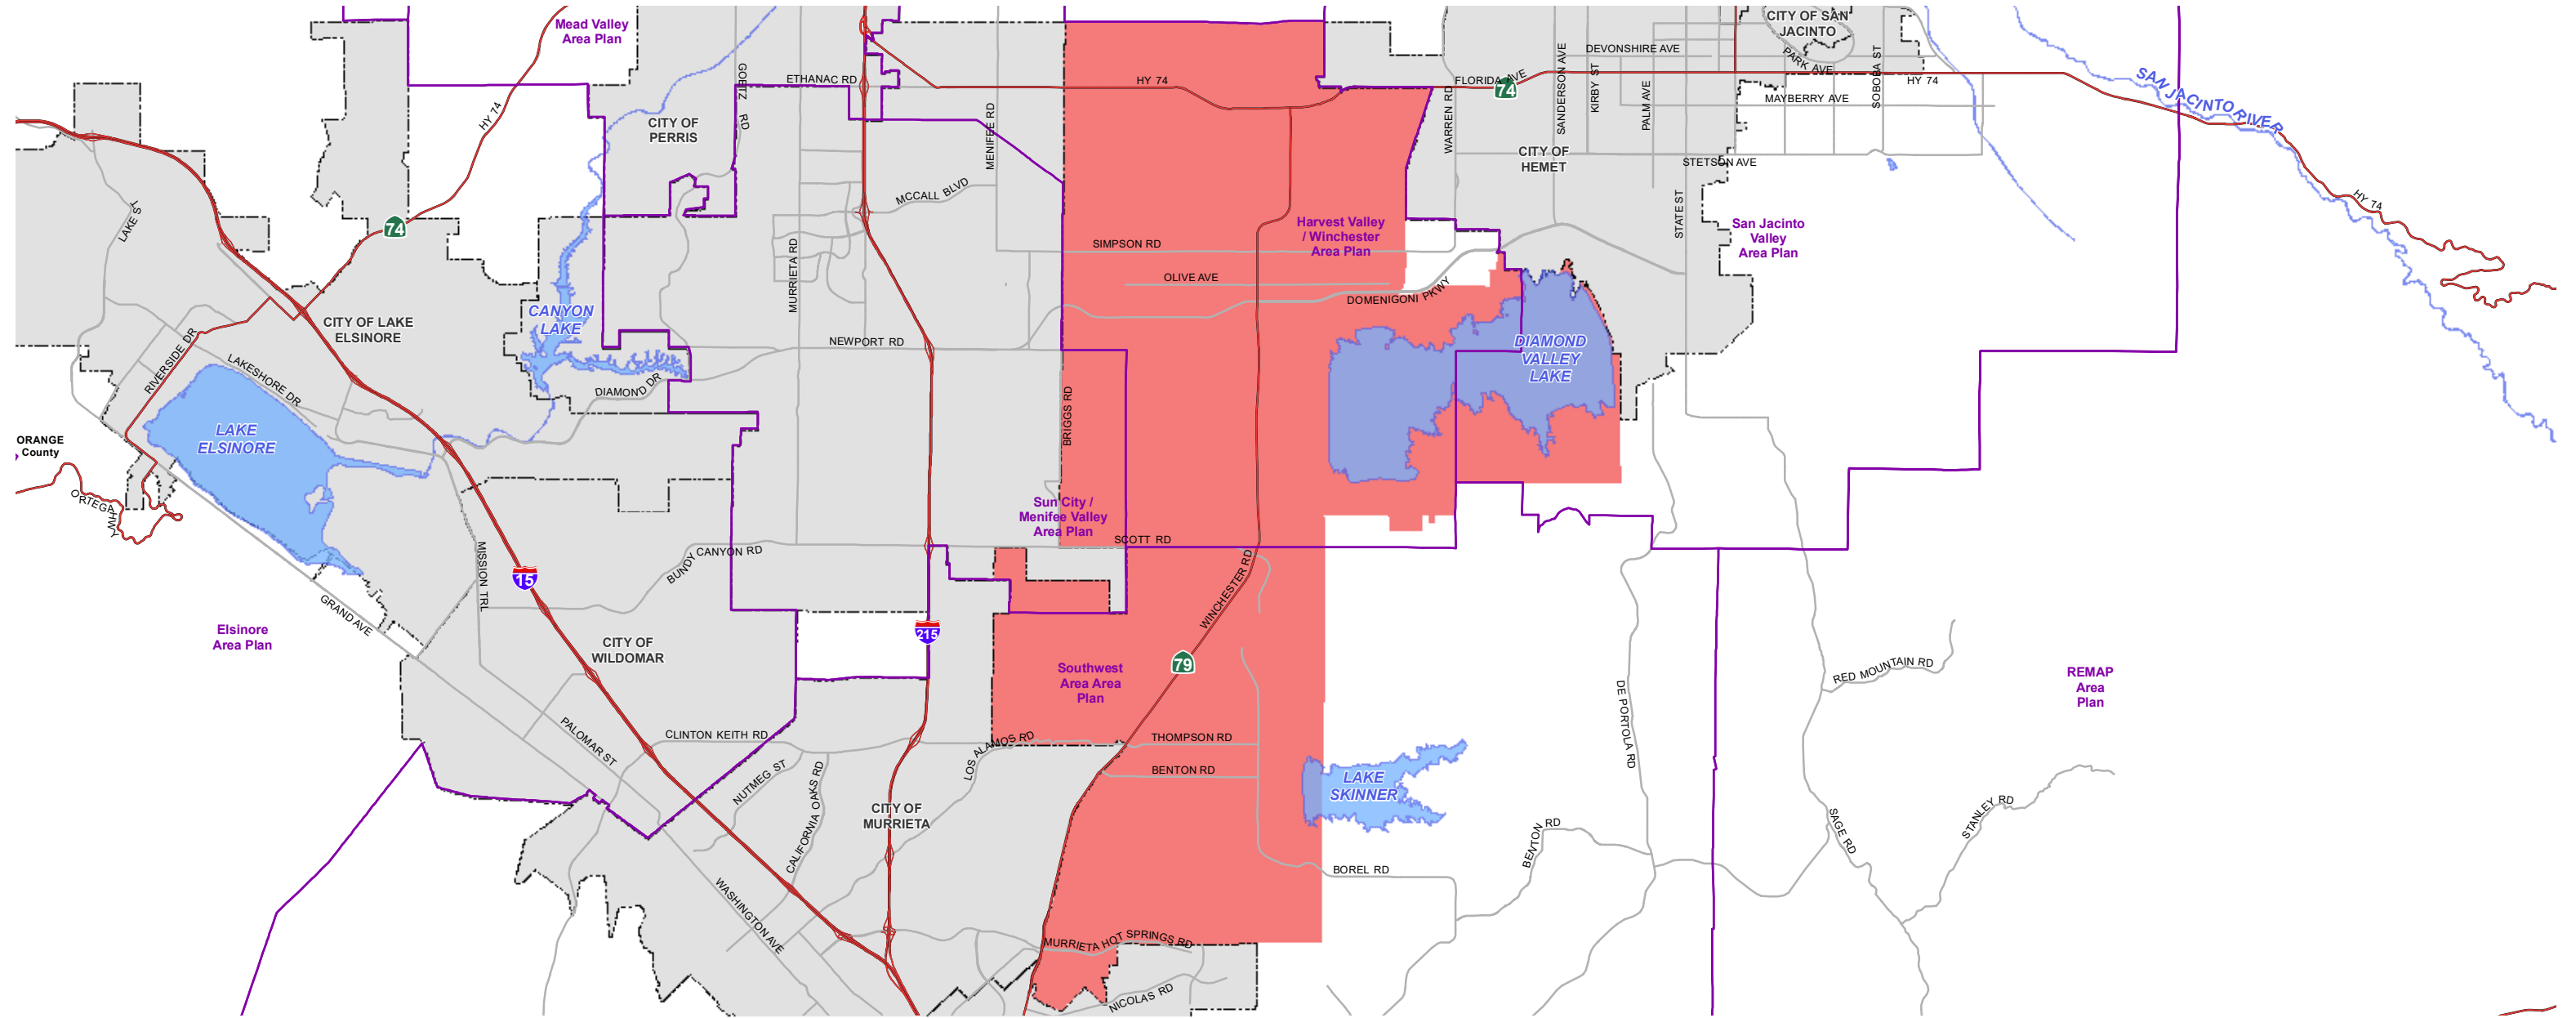 Mead Valley
Area Plan
CITY OF SAN
JACINTO
DEVONSHIRE AVE
PARK AVE
SOBOBA ST
SANDERSON AVE
KIRBY ST
PALM AVE
GOETZ RD
ETHANAC RD
HY 74
FLORIDA AVE
74
HY 74
MAYBERRY AVE
SAN JACINTO RIVER
HY 74
CITY OF
PERRIS
MENIFEE RD
WARREN RD
CITY OF
HEMET
STETSON AVE
LAKE ST
74
MCCALL BLVD
STATE ST
HY 74
Harvest Valley
/ Winchester
Area Plan
San Jacinto
Valley
Area Plan
MURRIETA RD
SIMPSON RD
OLIVE AVE
DOMENIGONI PKWY
CITY OF LAKE
ELSINORE
CANYON
LAKE
RIVERSIDE DR
LAKESHORE DR
NEWPORT RD
DIAMOND
VALLEY
LAKE
DIAMOND DR
BRIGGS RD
LAKE
ELSINORE
ORANGE
County
ORTEGA HWY
Sun City /
Menifee Valley
Area Plan
SCOTT RD
MISSION TRL
BUNDY CANYON RD
15
GRAND AVE
WINCHESTER RD
Elsinore
Area Plan
CITY OF
WILDOMAR
215
79
Southwest
Area Area
Plan
DE PORTOLA RD
RED MOUNTAIN RD
REMAP
Area
Plan
PALOMAR ST
CLINTON KEITH RD
LOS ALAMOS RD
THOMPSON RD
BENTON RD
NUTMEG ST
CALIFORNIA OAKS RD
LAKE
SKINNER
CITY OF
MURRIETA
BENTON RD
SAGE RD
STANLEY RD
BOREL RD
WASHINGTON AVE
MURRIETA HOT SPRINGS RD
NICOLAS RD